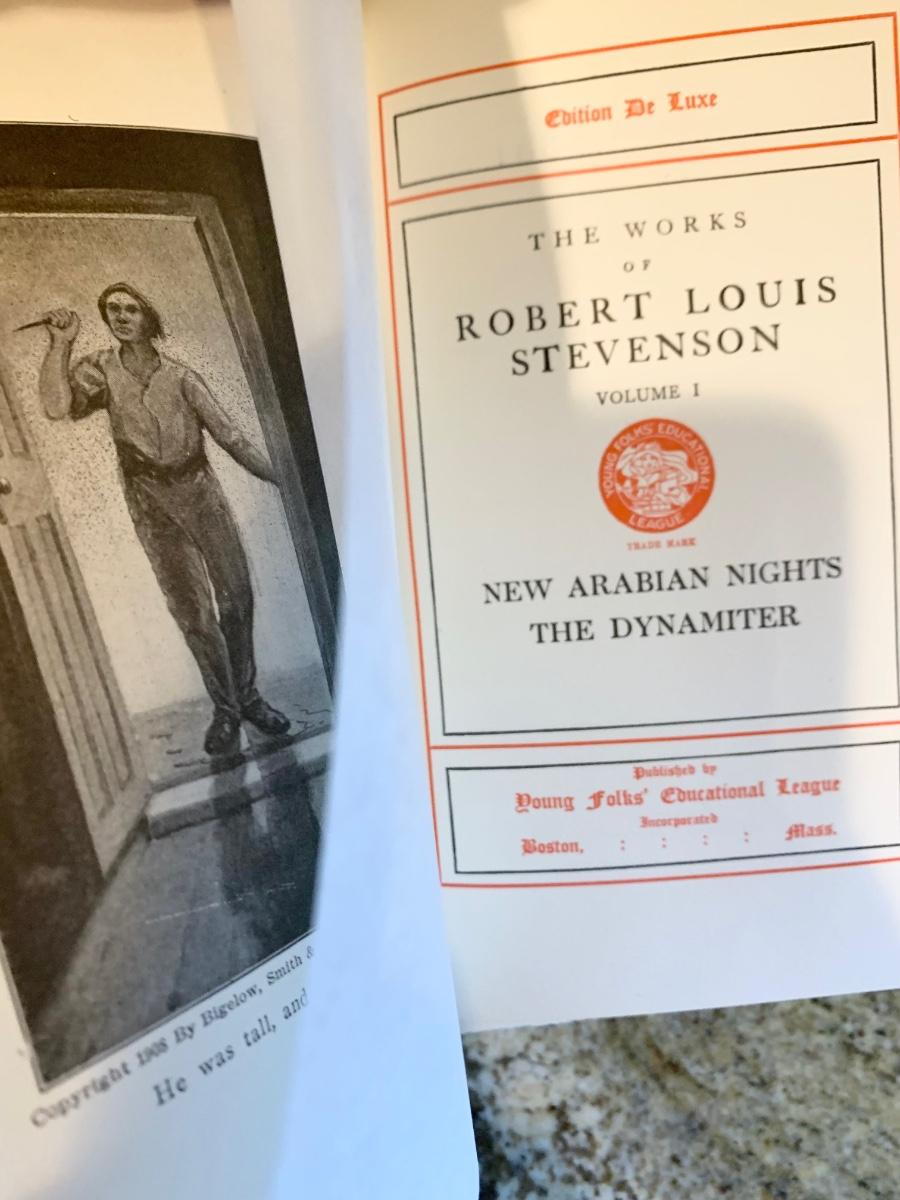 Copyright 1908 By Bigelow, Smith &
He was tall, and
Edition De Luxe
THE WORKS
OF
ROBERT LOUIS
STEVENSON
VOLUME I
YOUNG FOLKS' EDUCATIONAL
LEAGUE
TRADE MARK
NEW ARABIAN NIGHTS
THE DYNAMITER
Published by
Young Folks' Educational League
Incorporated
Boston, : : : : Mass.